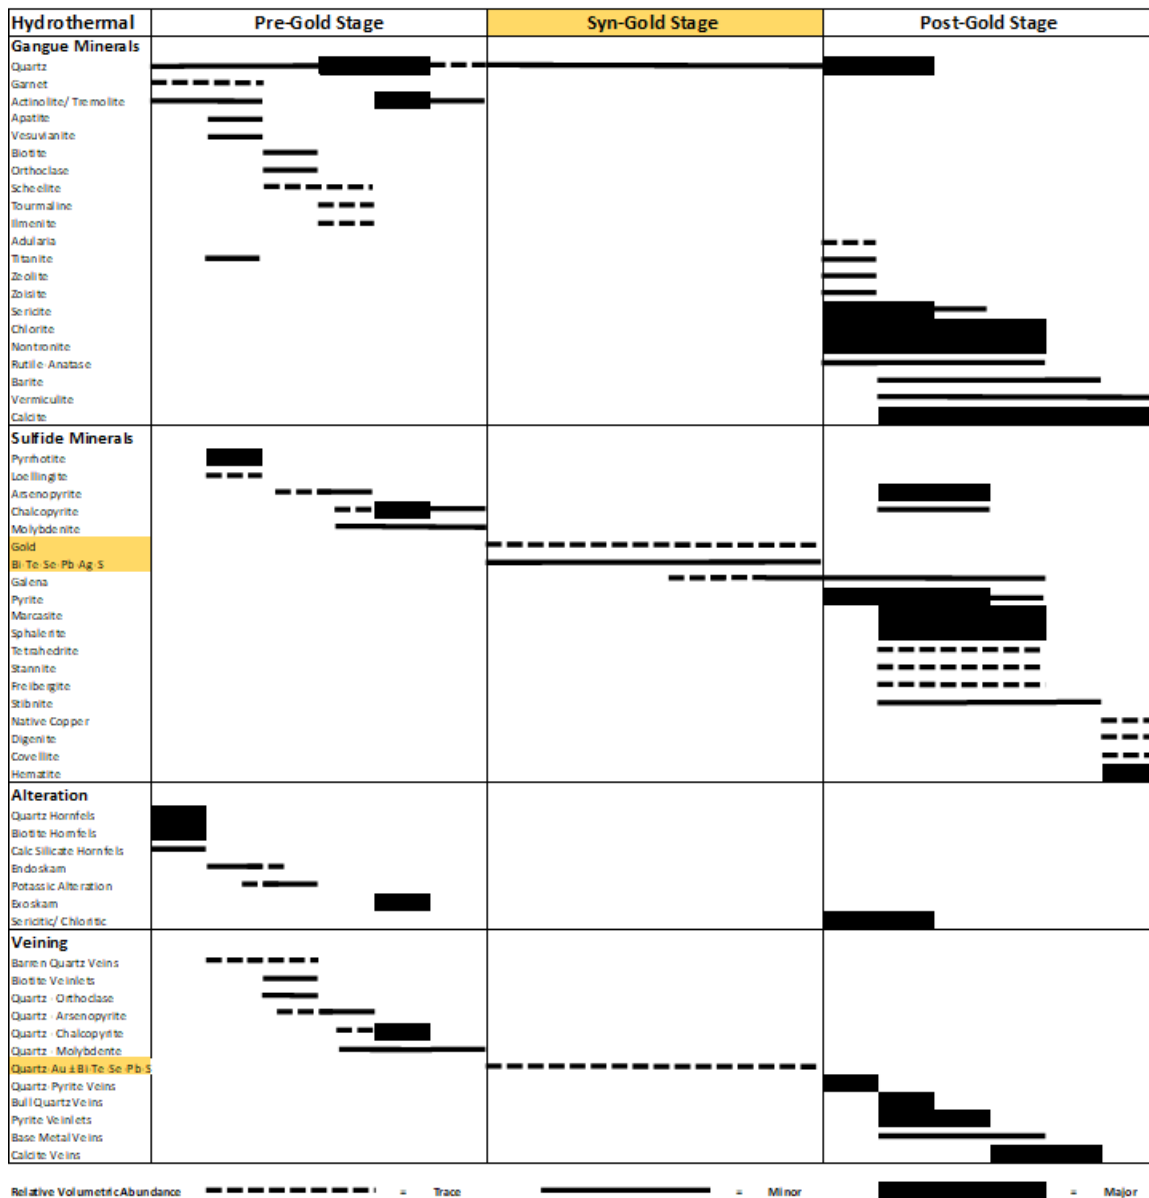 Hydrothermal Pre-Gold Stage Syn-Gold Stage Post-Gold Stage
Gangue Minerals
Quartz
Garnet
Actinolite/ Tremolite
Apatite
Vesuvianite
Biotite
Orthoclase
Scheelite
Tourmaline
Ilmenite
Adularia
Titanite
Zeolite
Zoisite
Sericite
Chlorite
Nontronite
Rutile-Anatase
Barite
Vermiculite
Calcite
Sulfide Minerals
Pyrrhotite
Loellingite
Arsenopyrite
Chalcopyrite
Molybdenite
Gold
Bi-Te-Se-Pb-Ag-S
Galena
Pyrite
Marcasite
Sphalerite
Tetrahedrite
Stannite
Freibergite
Stibnite
Native Copper
Digenite
Covellite
Hematite
Alteration
Quartz Hornfels
Biotite Hornfels
Calc Silicate Hornfels
Endoskarn
Potassic Alteration
Exoskarn
Sericitic/ Chloritic
Veining
Barren Quartz Veins
Biotite Veinlets
Quartz - Orthoclase
Quartz - Arsenopyrite
Quartz - Chalcopyrite
Quartz - Molybdente
Quartz-Au ±Bi-Te-Se-Pb-S
Quartz-Pyrite Veins
Bull Quartz Veins
Pyrite Veinlets
Base Metal Veins
Calcite Veins
Relative Volumetric Abundance = Trace = Minor = Major